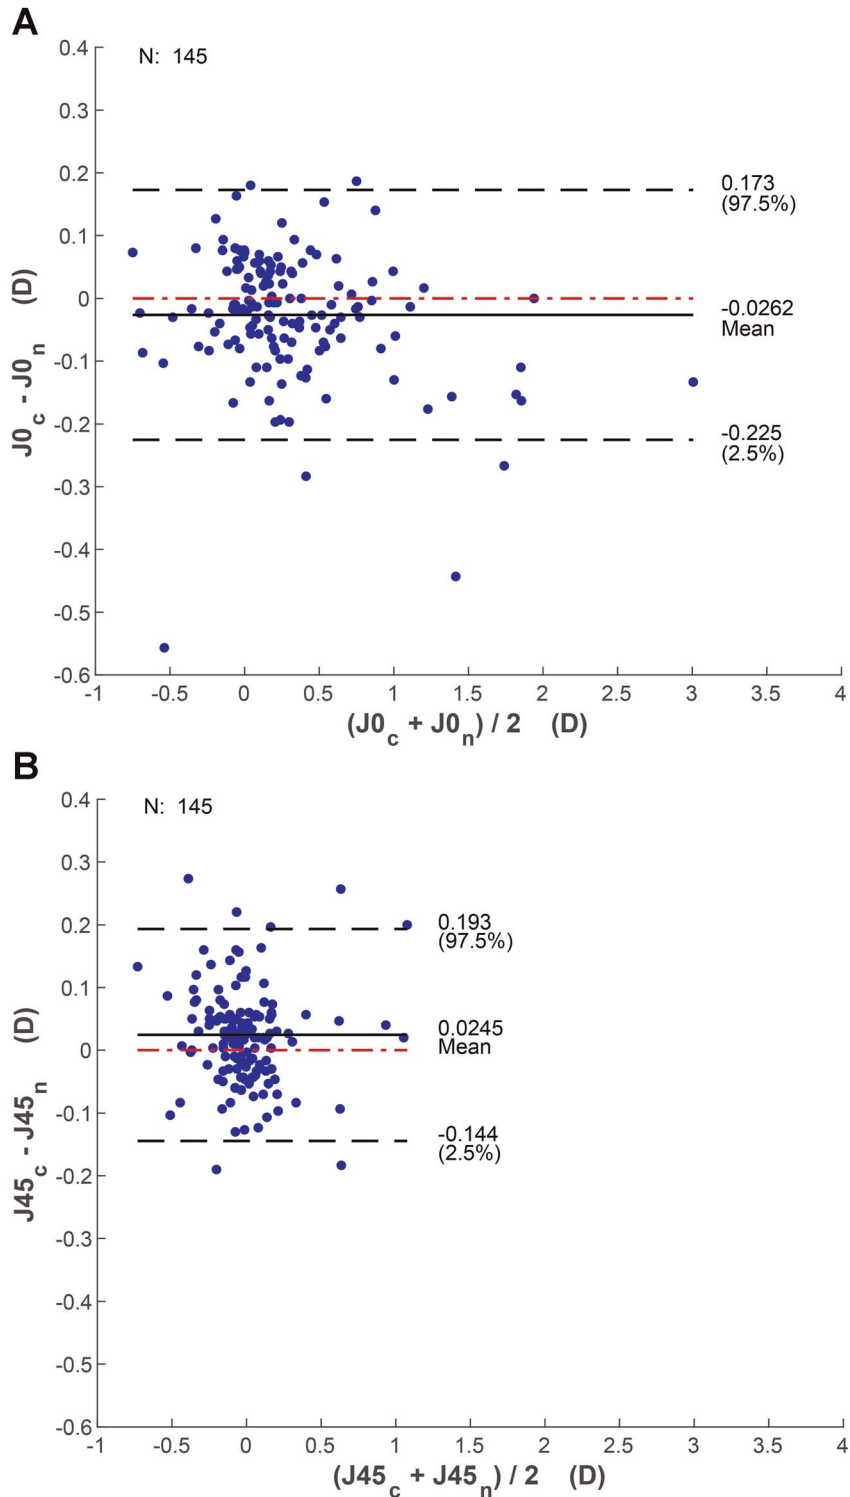 A
N: 145
0.4
0.3
0.2
0.1
0
-0.1
-0.2
-0.3
-0.4
-0.5
-0.6
J0c - J0n (D)
0.173
(97.5%)
-0.0262
Mean
-0.225
(2.5%)
-1 -0.5 0 0.5 1 1.5 2 2.5 3 3.5 4
(J0c + J0n) / 2 (D)
B
N: 145
0.4
0.3
0.2
0.1
0
-0.1
-0.2
-0.3
-0.4
-0.5
-0.6
J45c - J45n (D)
0.193
(97.5%)
0.0245
Mean
-0.144
(2.5%)
-1 -0.5 0 0.5 1 1.5 2 2.5 3 3.5 4
(J45c + J45n) / 2 (D)